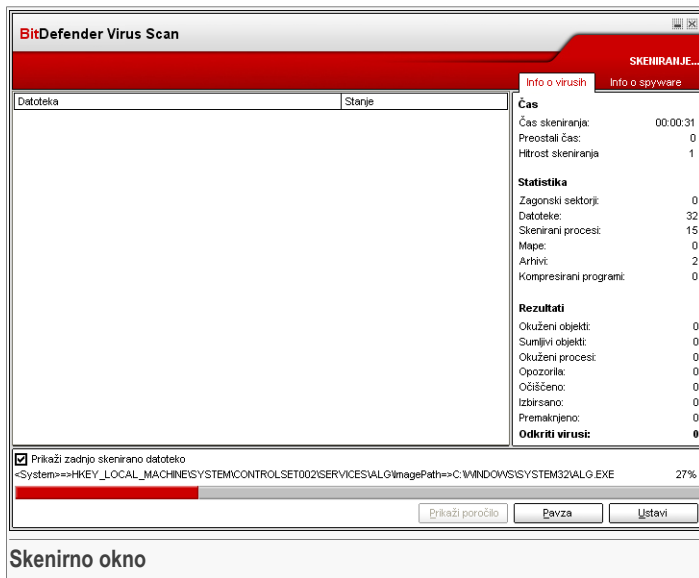 BitDefender Virus Scan
SKENIRANJE...
Info o virusih Info o spyware
Datoteka Stanje
Čas
Čas skeniranja: 00:00:31
Preostali čas: 0
Hitrost skeniranja 1
Statistika
Zagonski sektorji: 0
Datoteke: 32
Skenirani procesi: 15
Mape: 0
Arhivi: 2
Kompresirani programi: 0
Rezultati
Okuženi objekti: 0
Sumljivi objekti: 0
Okuženi procesi: 0
Opozorila: 0
Očiščeno: 0
Izbirsano: 0
Premaknjeno: 0
Odkriti virusi: 0
Prikaži zadnjo skenirano datoteko
<System>=>HKEY_LOCAL_MACHINE\SYSTEM\CONTROLSET002\SERVICES\ALG\ImagePath=>C:\WINDOWS\SYSTEM32\ALG.EXE 27%
Prikaži poročilo Pavza Ustavi
Skenirno okno